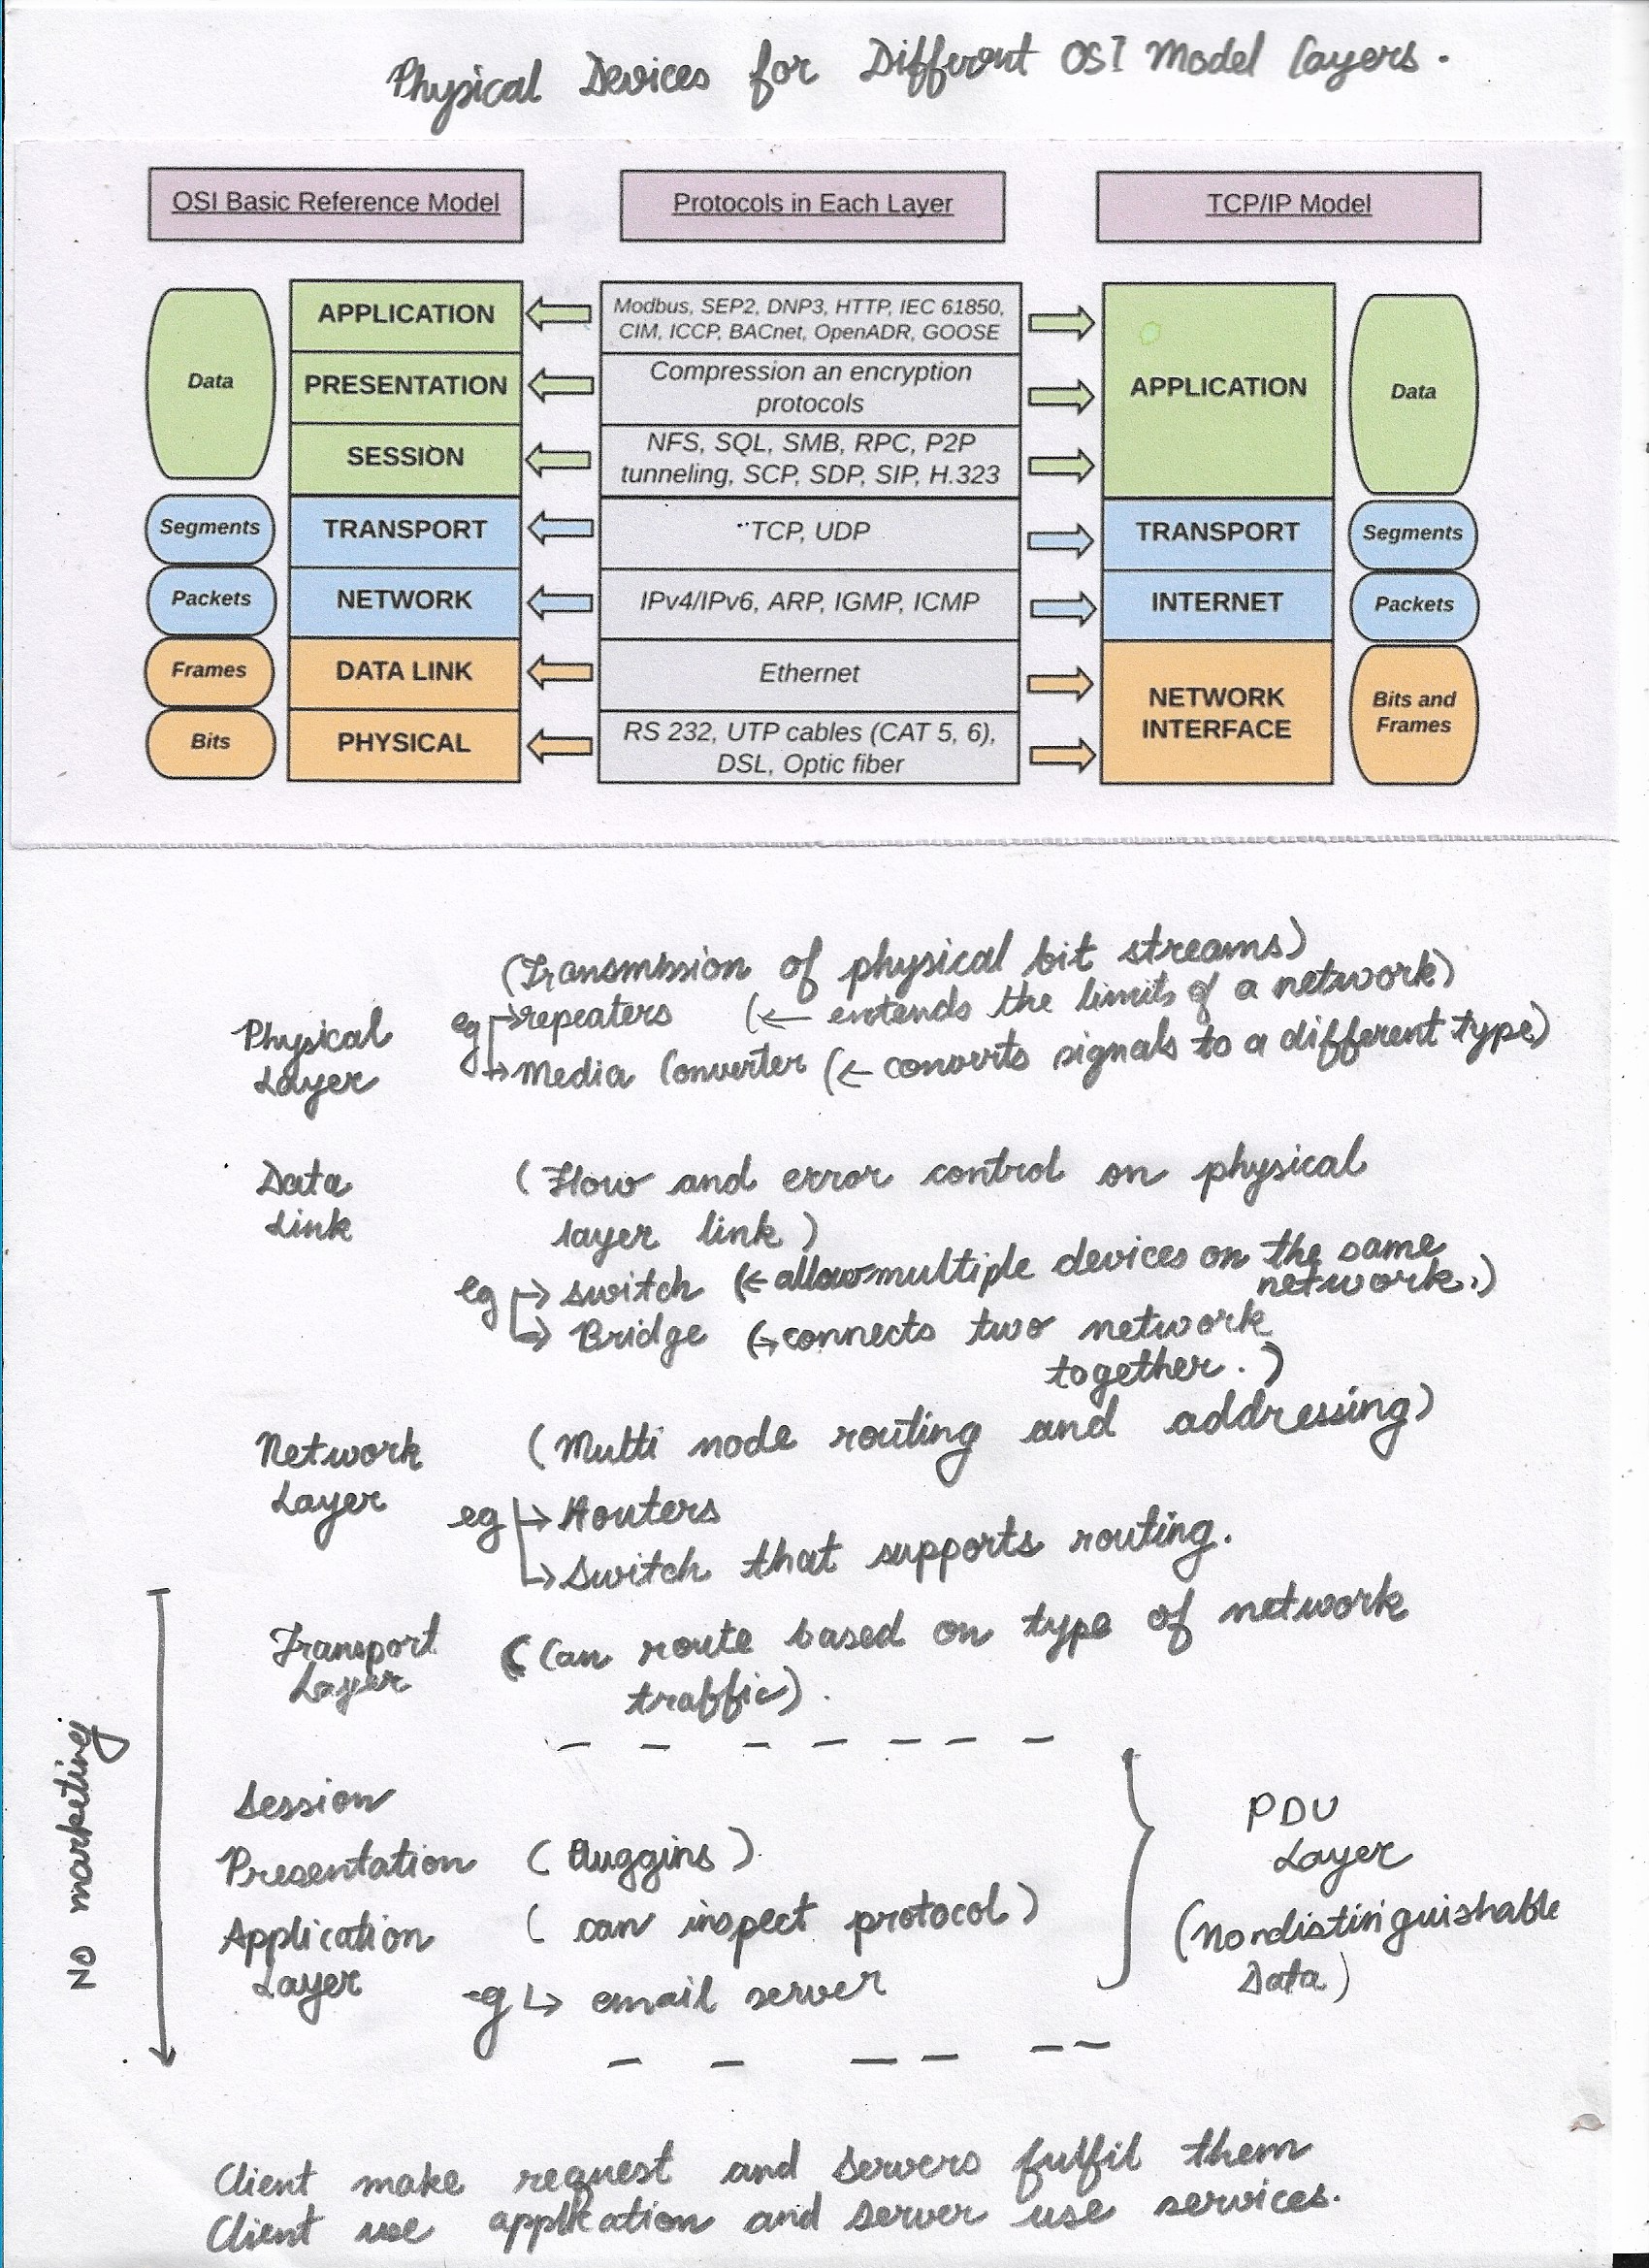 Physical Devices for Different OSI Model Layers.
OSI Basic Reference Model
Protocols in Each Layer
TCP/IP Model
Data
APPLICATION
Modbus, SEP2, DNP3, HTTP, IEC 61850,
CIM, ICCP, BACnet, OpenADR, GOOSE
PRESENTATION
Compression an encryption
protocols
SESSION
NFS, SQL, SMB, RPC, P2P
tunneling, SCP, SDP, SIP, H.323
APPLICATION
Data
Segments
TRANSPORT
TCP, UDP
TRANSPORT
Segments
Packets
NETWORK
IPv4/IPv6, ARP, IGMP, ICMP
INTERNET
Packets
Frames
DATA LINK
Ethernet
Bits
PHYSICAL
RS 232, UTP cables (CAT 5, 6),
DSL, Optic fiber
NETWORK
INTERFACE
Bits and
Frames
(Transmission of physical bit streams)
Physical
Layer
eg → repeaters (← extends the limits of a network)
→ Media Converter (← converts signals to a different type)
Data
Link
(Flow and error control on physical
layer link)
eg → switch (← allow multiple devices on the same
network.)
→ Bridge (↳ connects two network
together.)
Network
Layer
(Multi node routing and addressing)
eg → Routers
↳ Switch that supports routing.
Transport
Layer
(Can route based on type of network
traffic).
No marketing
Session
Presentation (Pluggins)
Application
Layer
(can inspect protocol)
eg ↳ email server
PDU
Layer
(Nondistinguishable
Data)
Client make request and servers fulfil them
Client use application and server use services.